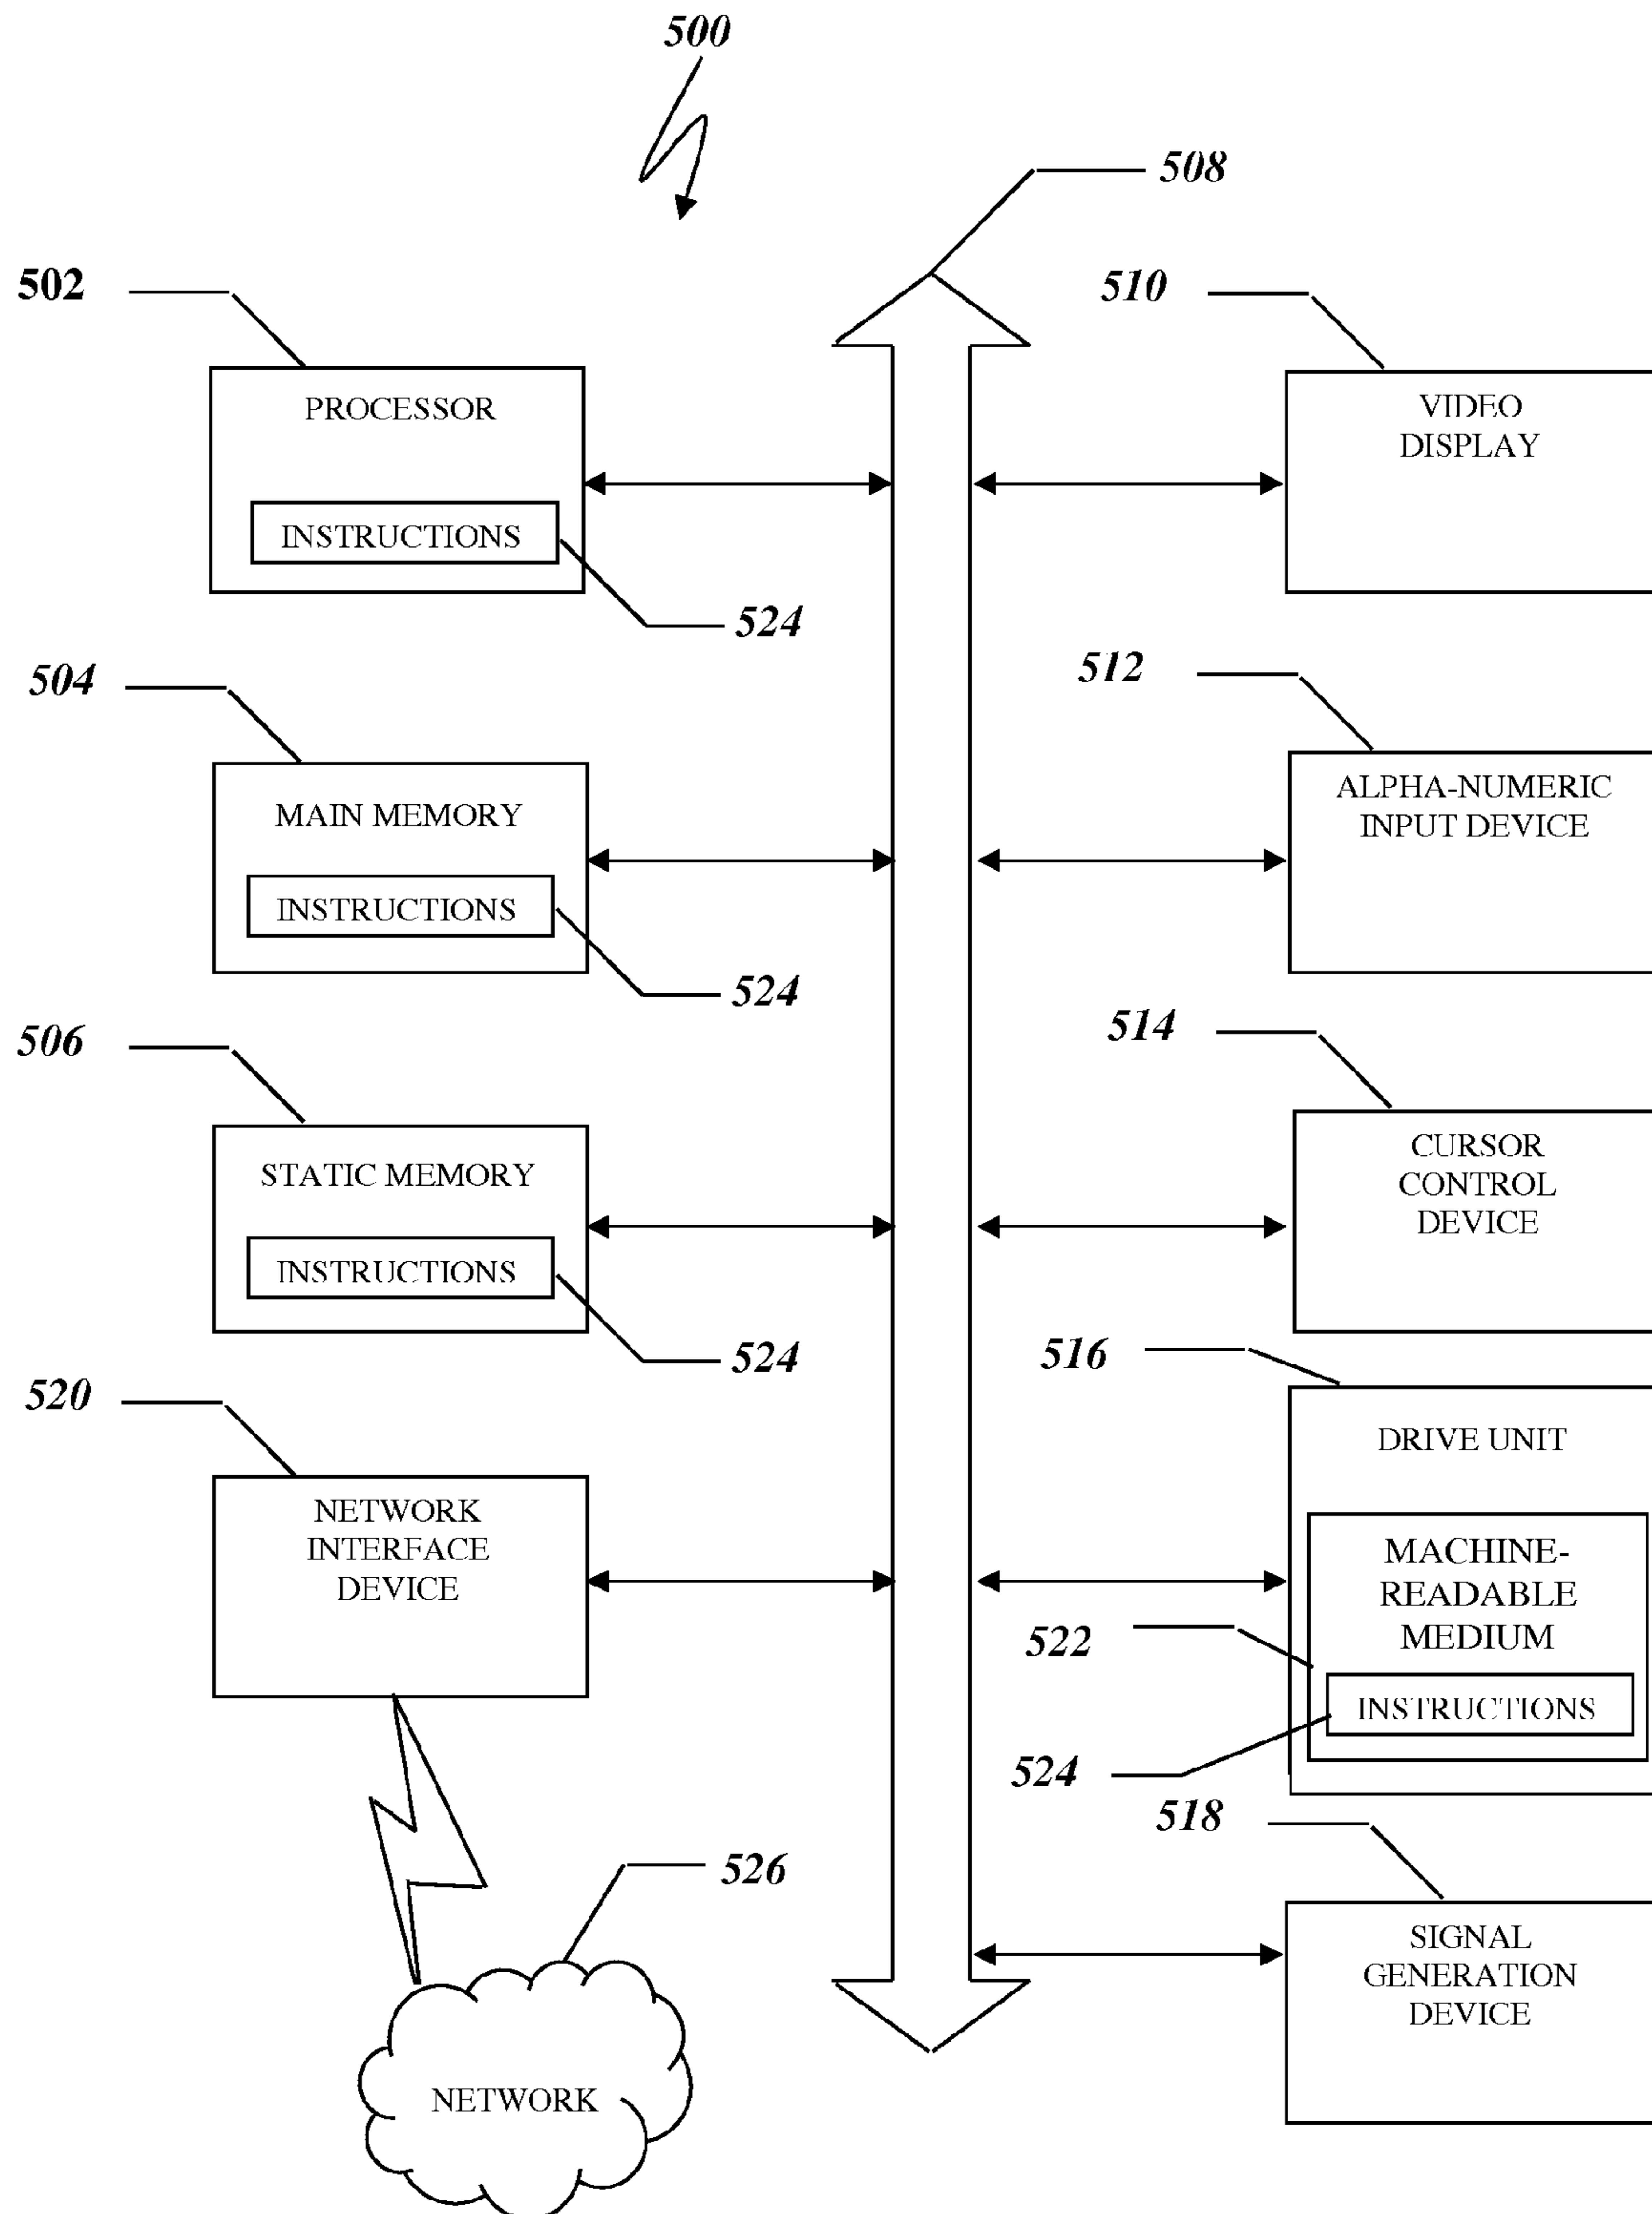 500
508
502
PROCESSOR
INSTRUCTIONS
524
504
MAIN MEMORY
INSTRUCTIONS
524
506
STATIC MEMORY
INSTRUCTIONS
524
520
NETWORK
INTERFACE
DEVICE
526
NETWORK
510
VIDEO
DISPLAY
512
ALPHA-NUMERIC
INPUT DEVICE
514
CURSOR
CONTROL
DEVICE
516
DRIVE UNIT
MACHINE-
READABLE
MEDIUM
522
INSTRUCTIONS
524
518
SIGNAL
GENERATION
DEVICE